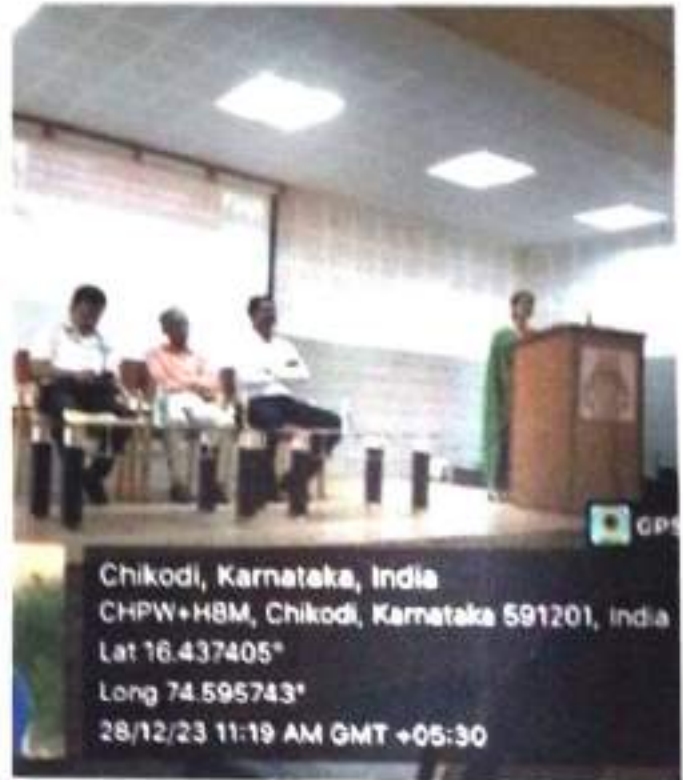 GPS
Chikodi, Karnataka, India
CHPW+H8M, Chikodi, Karnataka 591201, India
Lat 16.437405°
Long 74.595743°
28/12/23 11:19 AM GMT +05:30